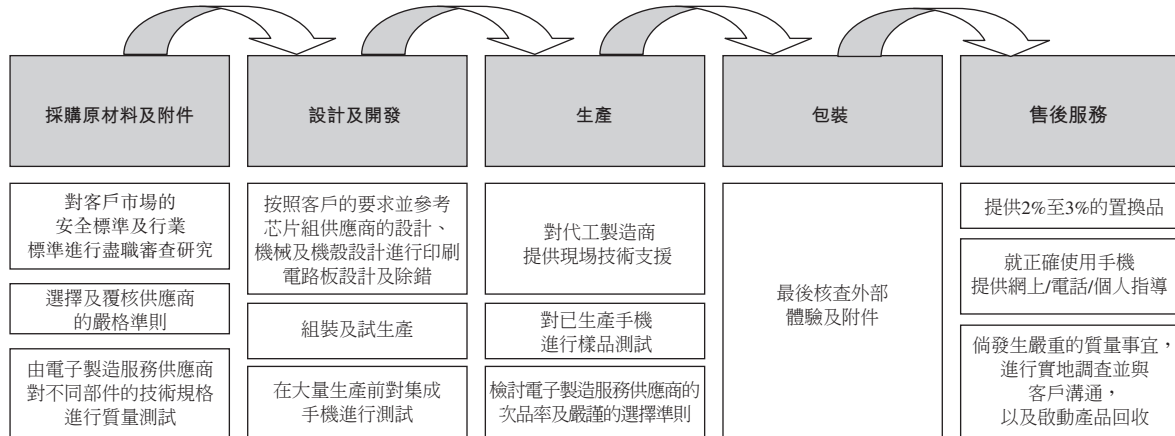 採購原材料及附件
對客戶市場的
安全標準及行業
標準進行盡職審查研究
選擇及覆核供應商
的嚴格準則
由電子製造服務供應商
對不同部件的技術規格
進行質量測試
設計及開發
按照客戶的要求並參考
芯片組供應商的設計、
機械及機殼設計進行印刷
電路板設計及除錯
組裝及試生產
在大量生產前對集成
手機進行測試
生產
對代工製造商
提供現場技術支援
對已生產手機
進行樣品測試
檢討電子製造服務供應商的
次品率及嚴謹的選擇準則
包裝
最後核查外部
體驗及附件
售後服務
提供2%至3%的置換品
就正確使用手機
提供網上/電話/個人指導
倘發生嚴重的質量事宜，
進行實地調查並與
客戶溝通，
以及啟動產品回收